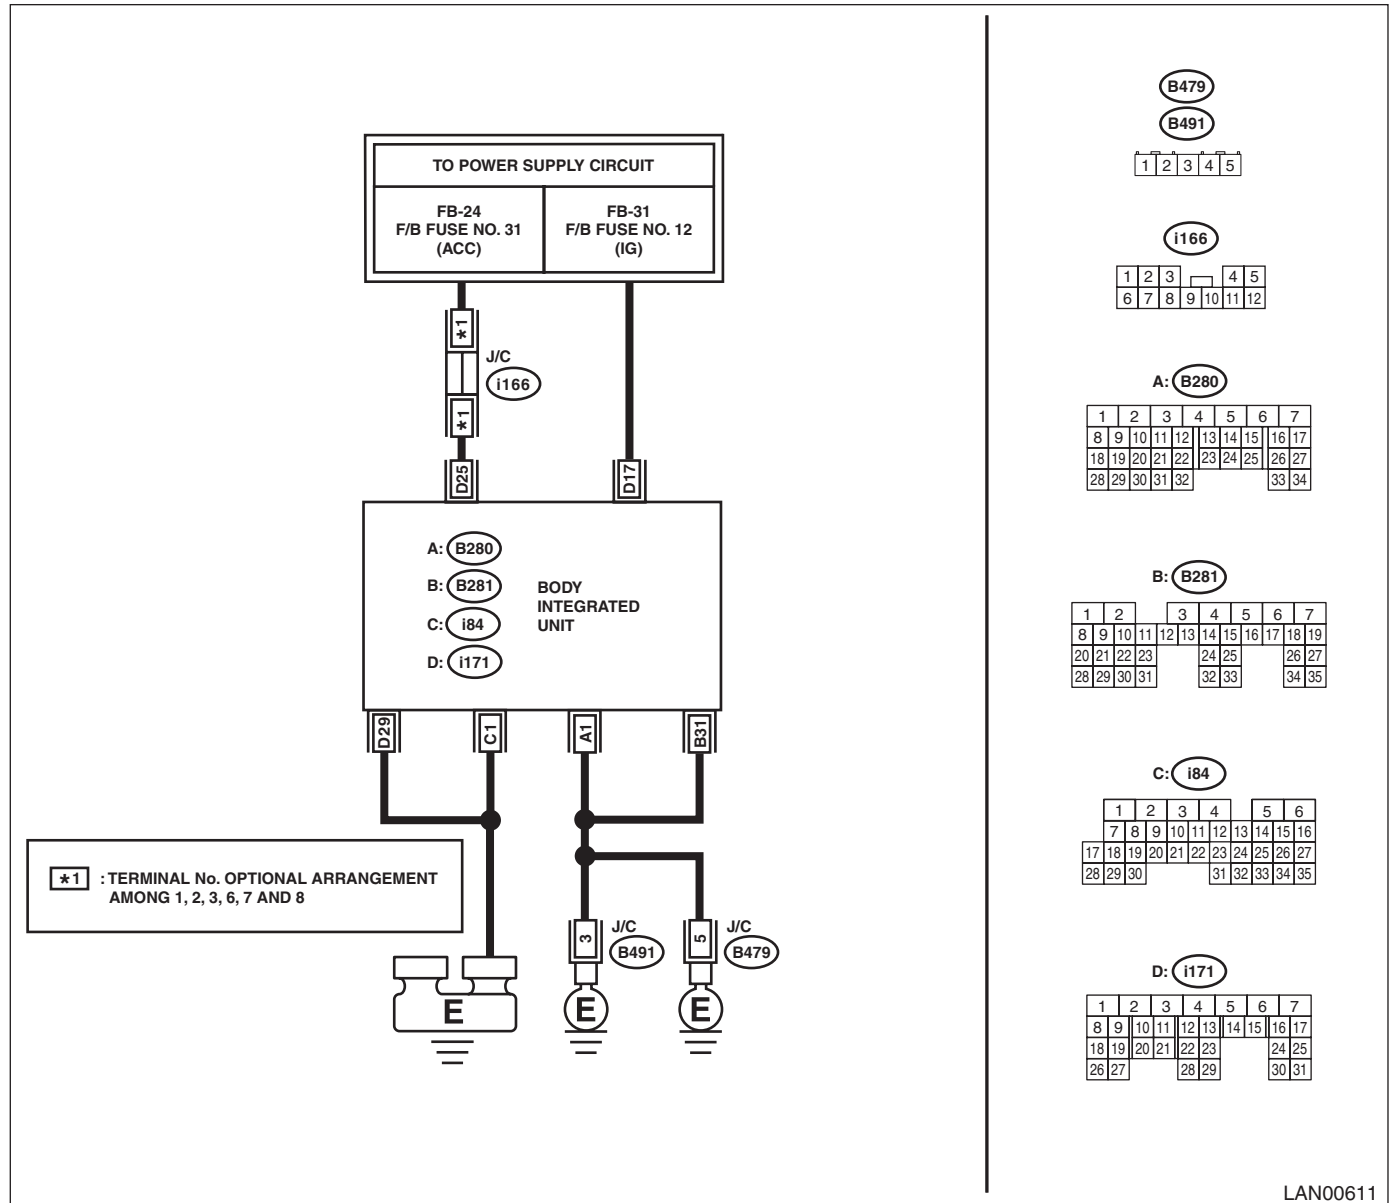 TO POWER SUPPLY CIRCUIT
FB-24
F/B FUSE NO. 31
(ACC)
FB-31
F/B FUSE NO. 12
(IG)
*1
J/C
i166
*1
D25
D17
A: B280
B: B281
C: i84
D: i171
BODY
INTEGRATED
UNIT
D29
C1
A1
B31
*1 : TERMINAL No. OPTIONAL ARRANGEMENT
AMONG 1, 2, 3, 6, 7 AND 8
3
J/C
B491
5
J/C
B479
E
E
E
B479
B491
1 2 3 4 5
i166
1 2 3 4 5
6 7 8 9 10 11 12
A: B280
1 2 3 4 5 6 7
8 9 10 11 12 13 14 15 16 17
18 19 20 21 22 23 24 25 26 27
28 29 30 31 32 33 34
B: B281
1 2 3 4 5 6 7
8 9 10 11 12 13 14 15 16 17 18 19
20 21 22 23 24 25 26 27
28 29 30 31 32 33 34 35
C: i84
1 2 3 4 5 6
7 8 9 10 11 12 13 14 15 16
17 18 19 20 21 22 23 24 25 26 27
28 29 30 31 32 33 34 35
D: i171
1 2 3 4 5 6 7
8 9 10 11 12 13 14 15 16 17
18 19 20 21 22 23 24 25
26 27 28 29 30 31
LAN00611